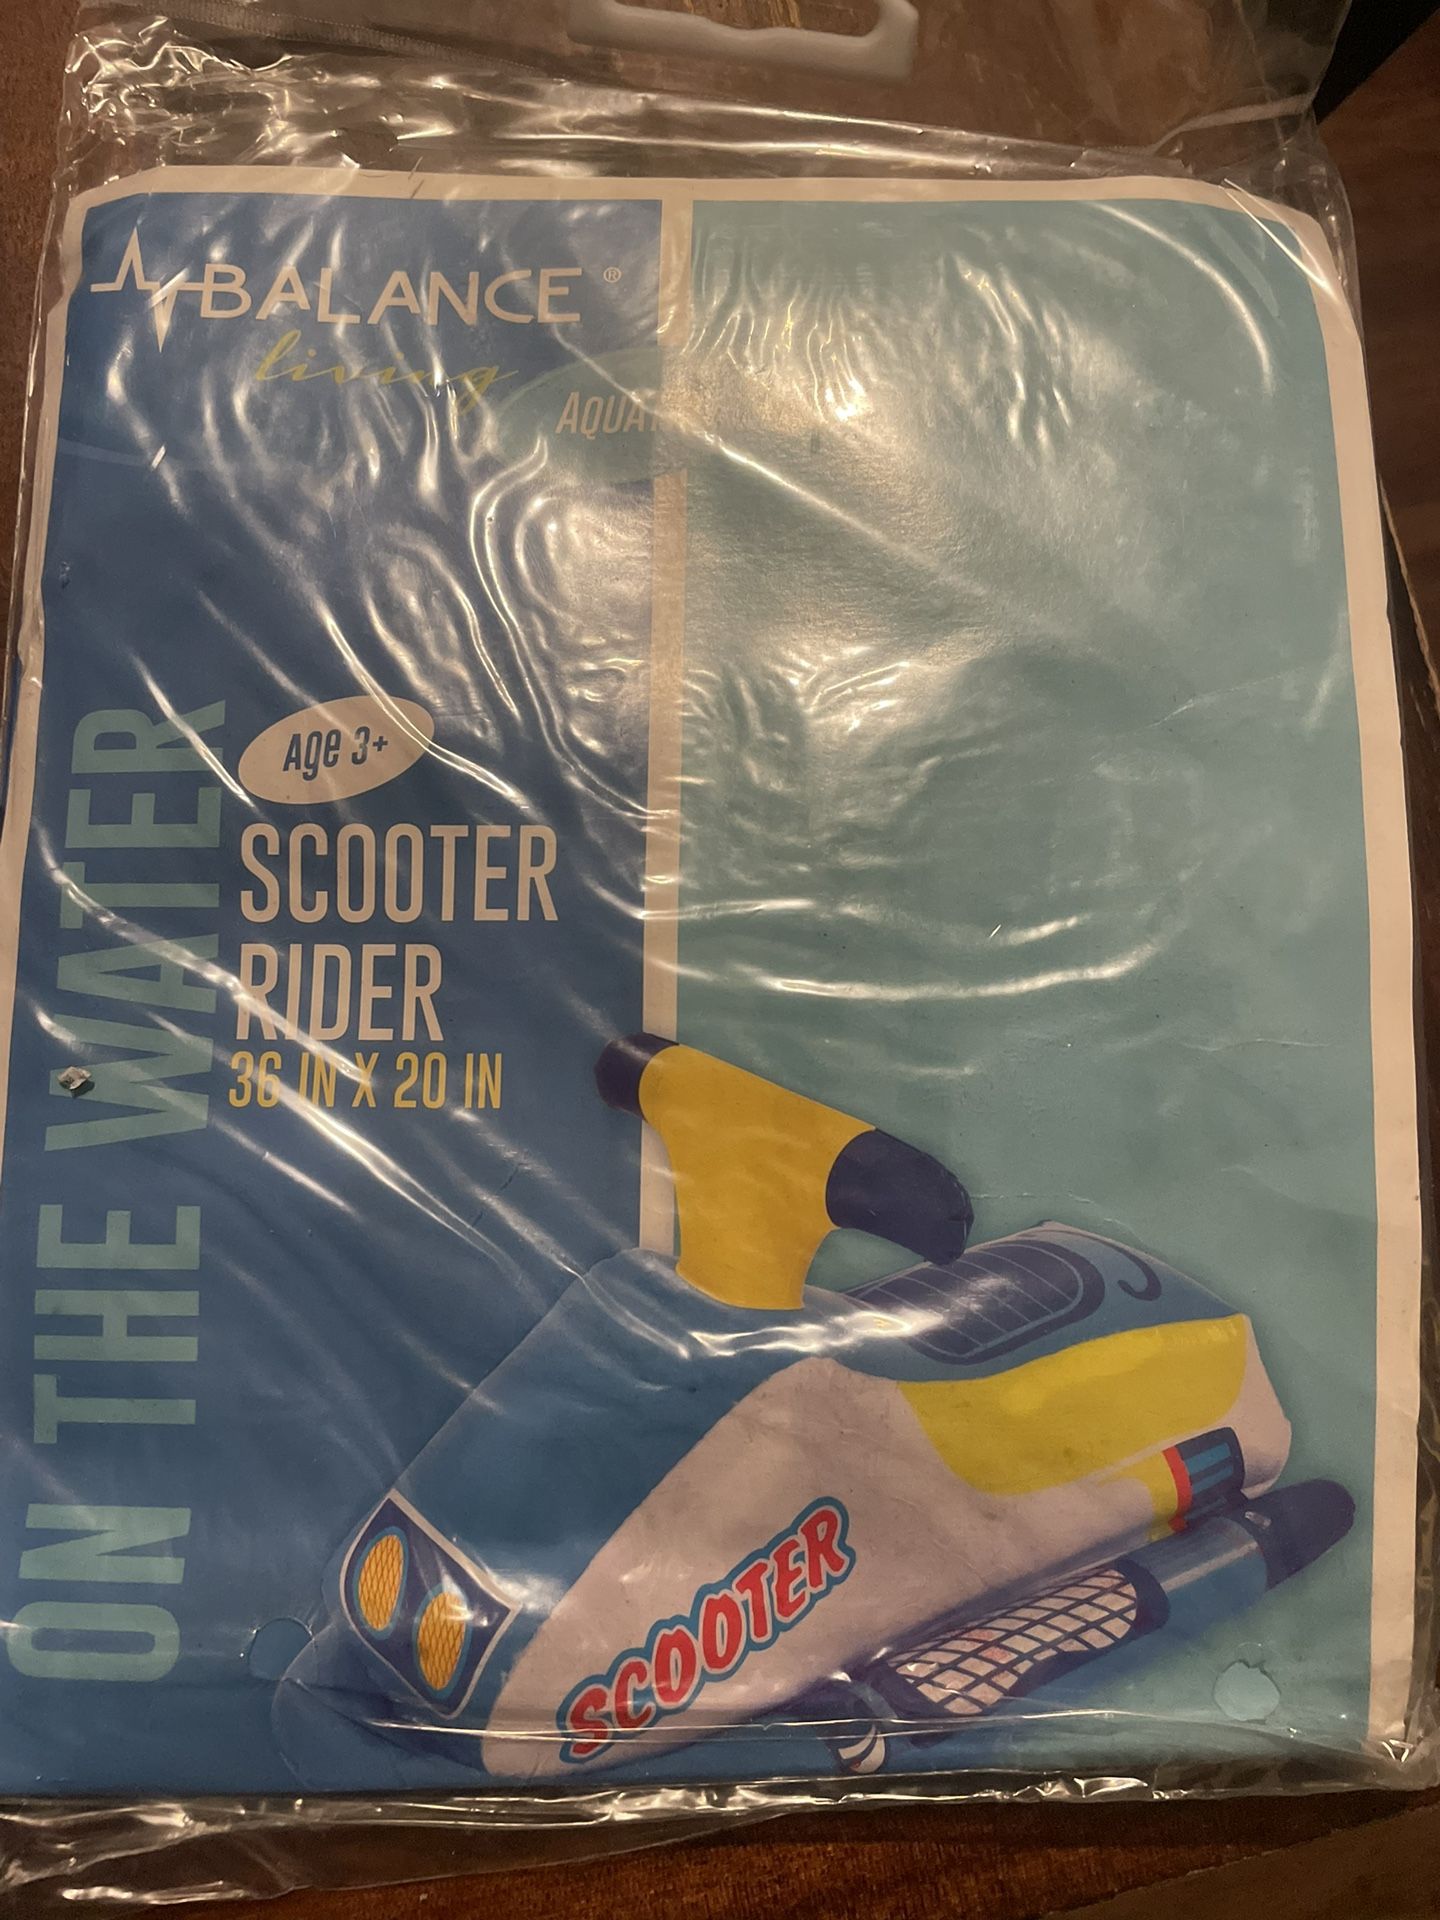 BALANCE®
living
Age 3+
SCOOTER
RIDER
36 IN X 20 IN
ON THE WATER
SCOOTER